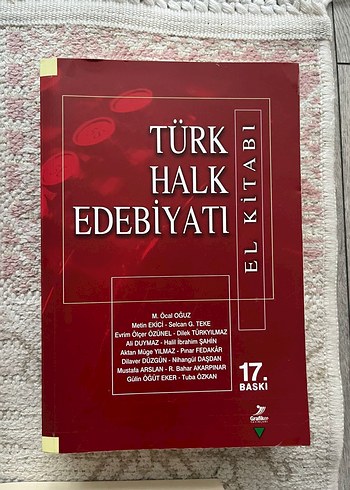 TÜRK
HALK
EDEBİYATI
EL KİTABI
M. Öcal OĞUZ
Metin EKİCİ - Selcan G. TEKE
Evrim Ölçer ÖZÜNEL - Dilek TÜRKYILMAZ
Ali DUYMAZ - Halil İbrahim ŞAHİN
Aktan Müge YILMAZ - Pınar FEDAKÂR
Dilaver DÜZGÜN - Nihangül DAŞDAN
Mustafa ARSLAN - R. Bahar AKARPINAR
Gülin ÖĞÜT EKER - Tuba ÖZKAN
17.
BASKI
Grafiker
YAYINLARI